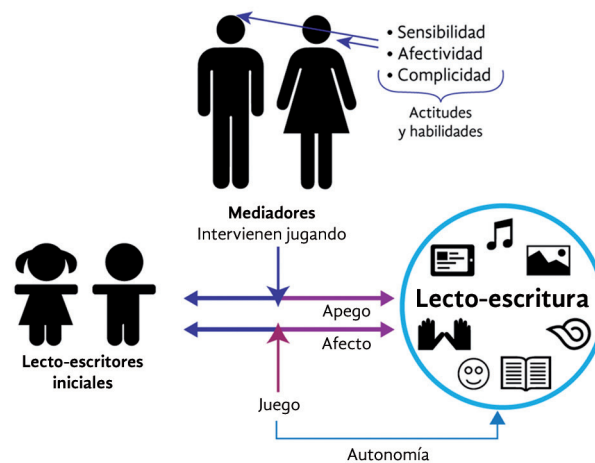 • Sensibilidad
• Afectividad
• Complicidad
Actitudes
y habilidades
Mediadores
Intervienen jugando
Lecto-escritores
iniciales
Apego
Afecto
Lecto-escritura
Juego
Autonomía